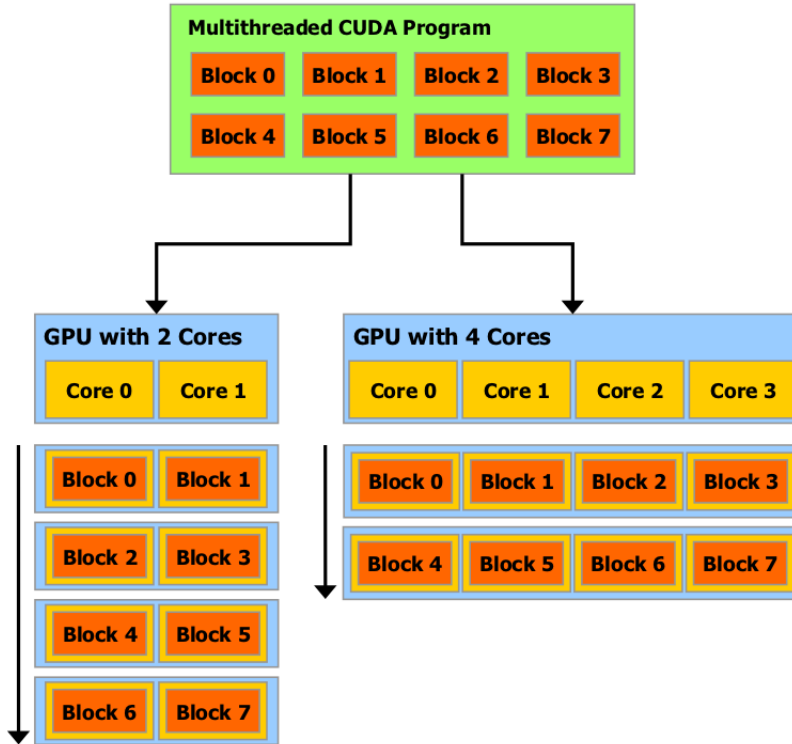 Multithreaded CUDA Program
Block 0 Block 1 Block 2 Block 3
Block 4 Block 5 Block 6 Block 7
GPU with 2 Cores
Core 0 Core 1
Block 0 Block 1
Block 2 Block 3
Block 4 Block 5
Block 6 Block 7
GPU with 4 Cores
Core 0 Core 1 Core 2 Core 3
Block 0 Block 1 Block 2 Block 3
Block 4 Block 5 Block 6 Block 7